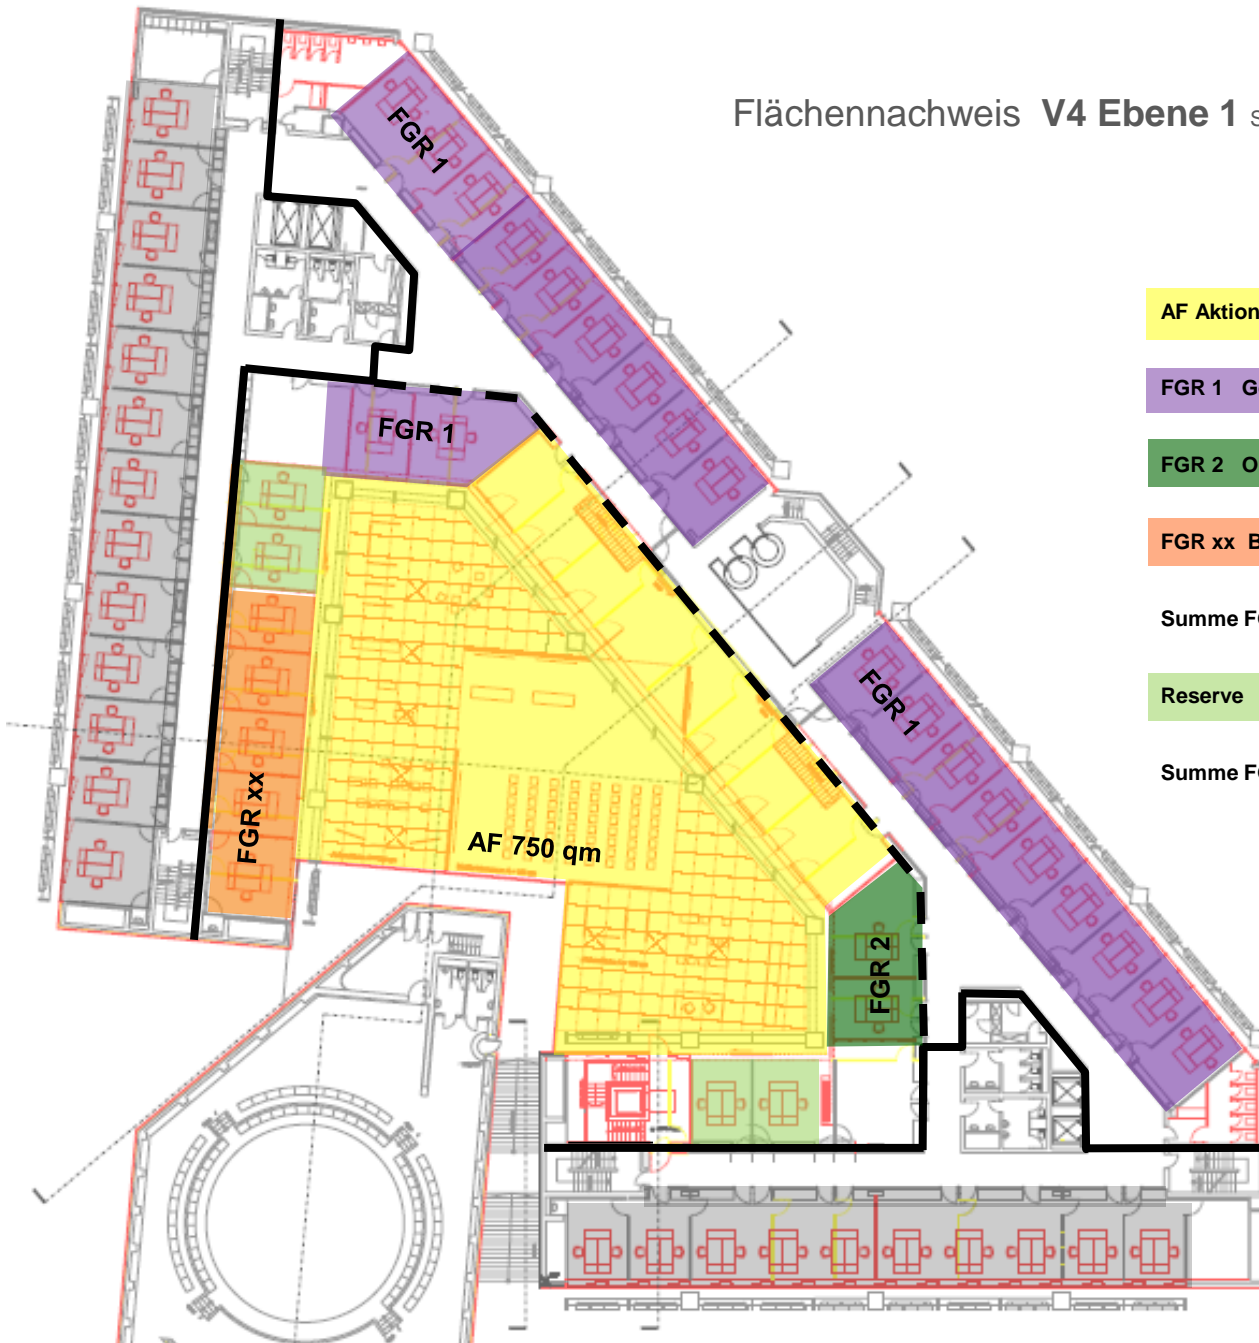 Flächennachweis V4 Ebene 1
FGR 1
AF Aktion
FGR 1 G
FGR 1
FGR 2 O
FGR xx B
Summe
FGR 1
Reserve
Summe
FGR xx
AF 750 qm
FGR 2